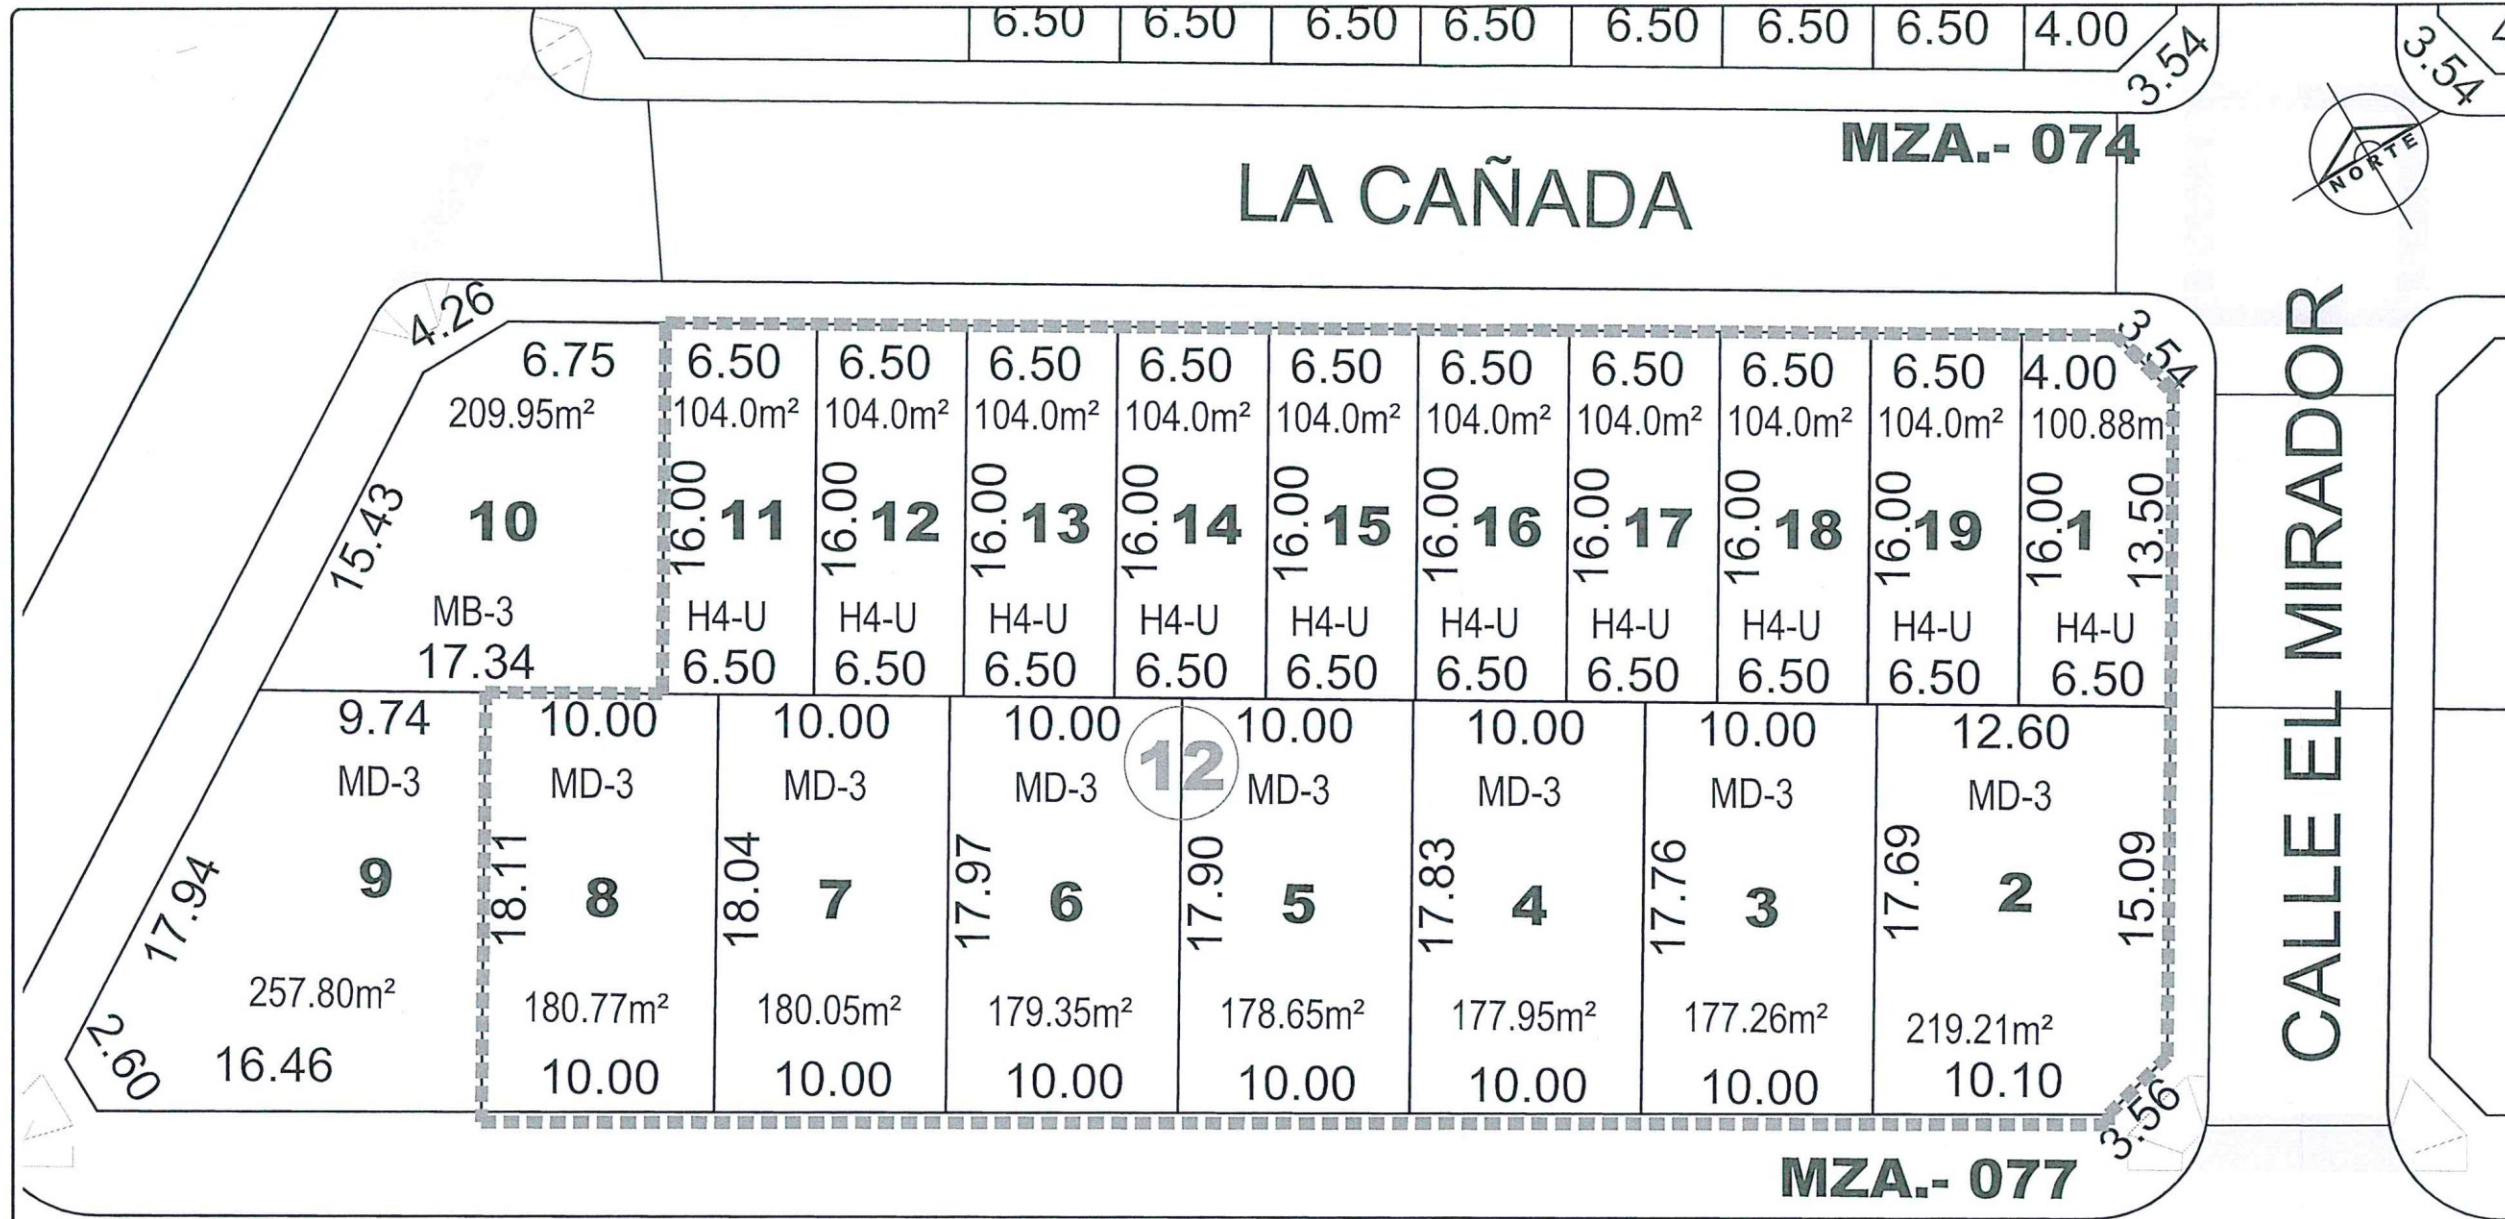 6.50 6.50 6.50 6.50 6.50 6.50 6.50 4.00
3.54
3.54
MZA.- 074
NORTE
LA CAÑADA
CALLE EL MIRADOR
4.26
3.54
6.75 6.50 6.50 6.50 6.50 6.50 6.50 6.50 6.50 6.50 4.00
209.95m² 104.0m² 104.0m² 104.0m² 104.0m² 104.0m² 104.0m² 104.0m² 104.0m² 104.0m² 100.88m
15.43
10 16.00 11 16.00 12 16.00 13 16.00 14 16.00 15 16.00 16 16.00 17 16.00 18 16.00 19 16.00 1 13.50
MB-3 H4-U H4-U H4-U H4-U H4-U H4-U H4-U H4-U H4-U H4-U
17.34 6.50 6.50 6.50 6.50 6.50 6.50 6.50 6.50 6.50 6.50
9.74 10.00 10.00 10.00 10.00 10.00 10.00 12.60
12
MD-3 MD-3 MD-3 MD-3 MD-3 MD-3 MD-3 MD-3
17.94
9 18.11 8 18.04 7 17.97 6 17.90 5 17.83 4 17.76 3 17.69 2 15.09
257.80m² 180.77m² 180.05m² 179.35m² 178.65m² 177.95m² 177.26m² 219.21m²
2.60
16.46 10.00 10.00 10.00 10.00 10.00 10.00 10.10
3.56
MZA.- 077